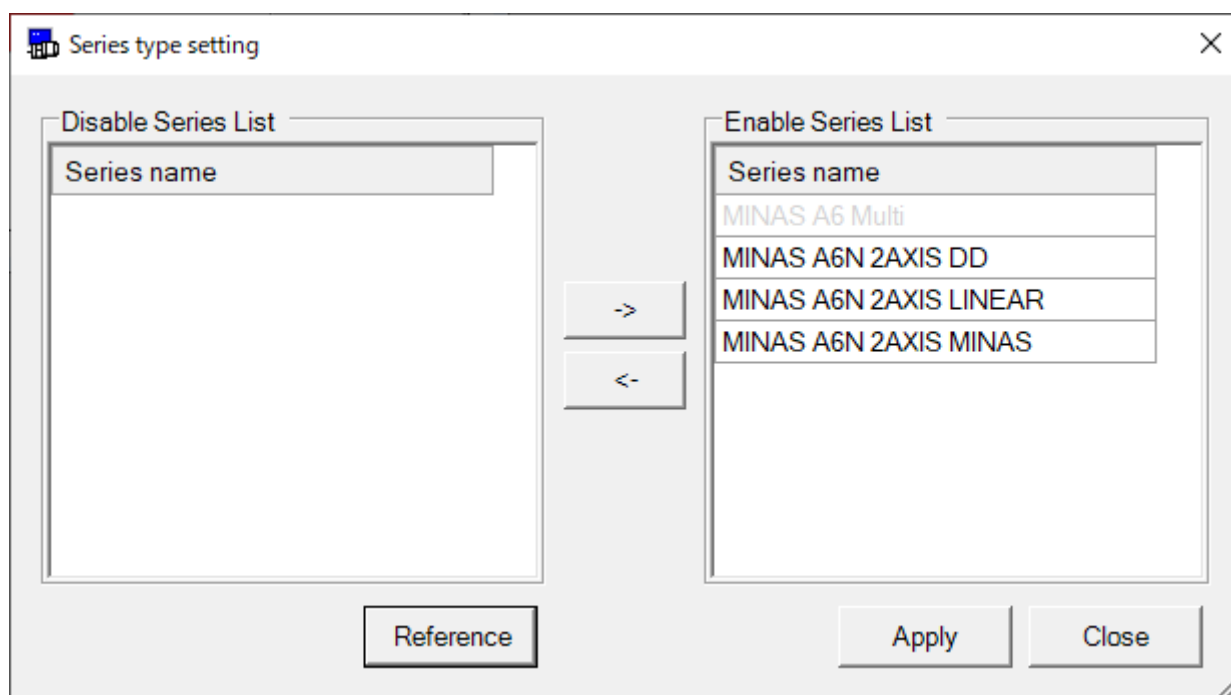 Series type setting
Disable Series List
Series name
Enable Series List
Series name
MINAS A6 Multi
MINAS A6N 2AXIS DD
MINAS A6N 2AXIS LINEAR
MINAS A6N 2AXIS MINAS
->
<-
Reference
Apply
Close